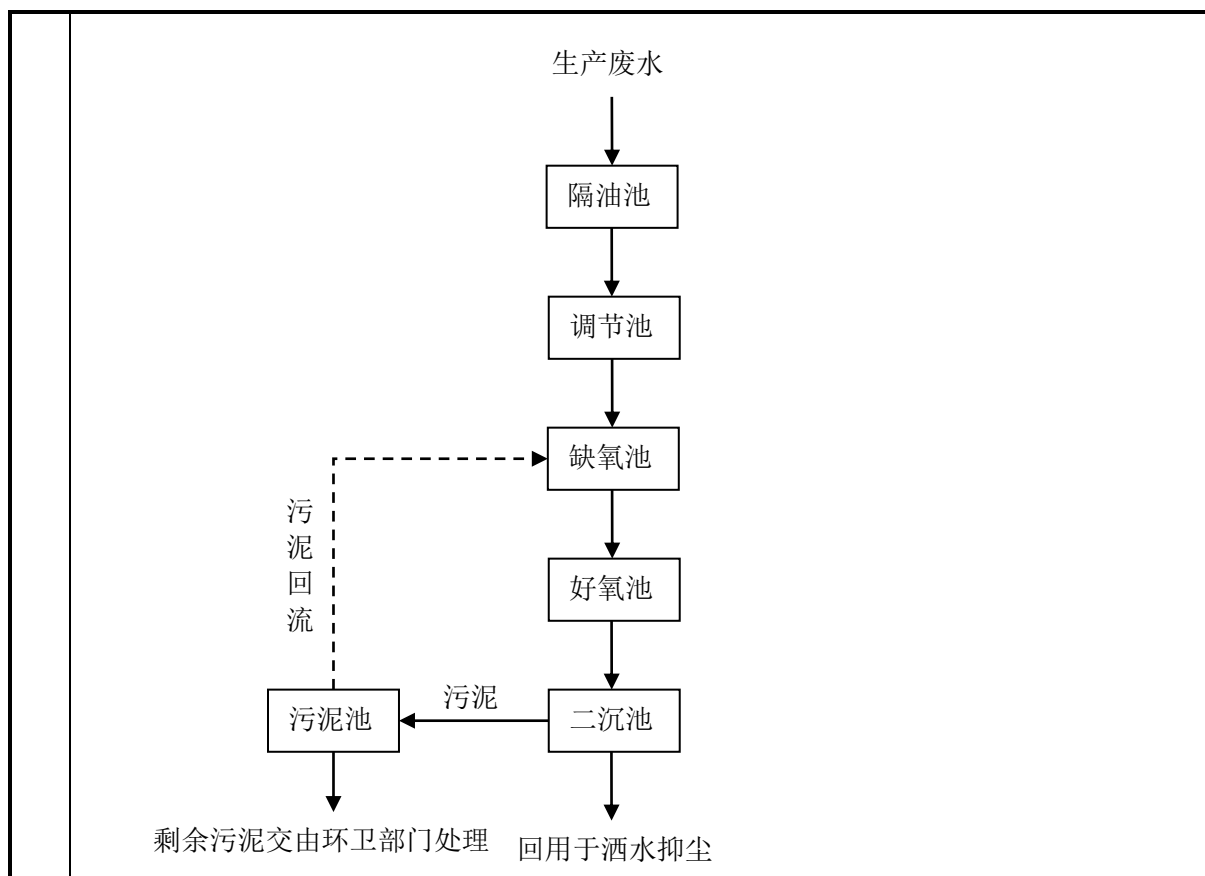 生产废水
隔油池
调节池
缺氧池
污泥回流
好氧池
污泥
污泥池
二沉池
剩余污泥交由环卫部门处理
回用于洒水抑尘